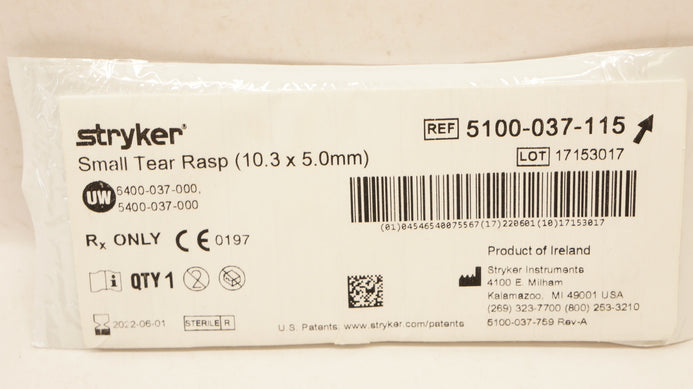 stryker®
REF 5100-037-115
Small Tear Rasp (10.3 x 5.0mm)
LOT 17153017
UW 6400-037-000,
5400-037-000
(01)04546540075567(17)220601(10)17153017
Rx ONLY CE 0197
Product of Ireland
Stryker Instruments
4100 E. Milham
Kalamazoo, MI 49001 USA
(269) 323-7700 (800) 253-3210
QTY 1
2022-06-01 STERILE R
U.S. Patents: www.stryker.com/patents
5100-037-759 Rev-A